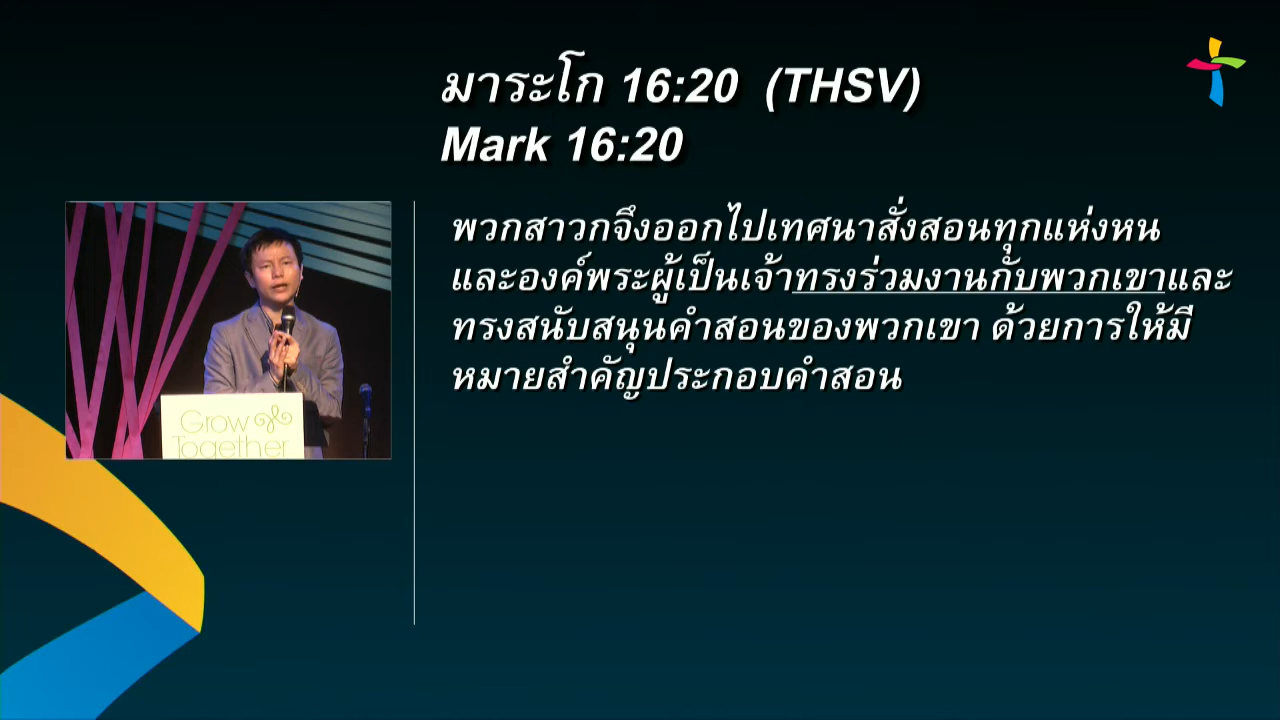 มาระโก 16:20 (THSV)
Mark 16:20
พวกสาวกจึงออกไปเทศนาสั่งสอนทุกแห่งหน
และองค์พระผู้เป็นเจ้าทรงร่วมงานกับพวกเขาและ
ทรงสนับสนุนคำสอนของพวกเขา ด้วยการให้มี
หมายสำคัญประกอบคำสอน
Grow
Together